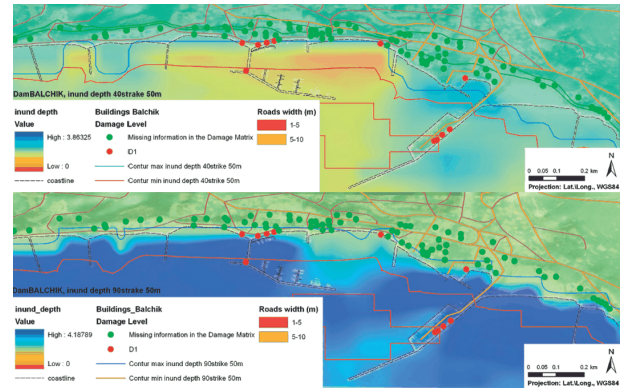 DamBALCHIK, inund depth 40stroke 50m
inund depth
Value
High : 3.86325
Low : 0
coastline
Buildings Balchik
Damage Level
Missing information in the Damage Matrix
D1
Contur max inund depth 40strike 50m
Contur min inund depth 40strike 50m
Roads width (m)
1-5
5-10
N
0 0.05 0.1 0.2 km
Projection: Lat.\Long., WGS84
DamBALCHIK, inund depth 90strake 50m
inund_depth
Value
High : 4.18789
Low : 0
coastline
Buildings_Balchik
Damage Level
Missing information in the Damage Matrix
D1
Contur max inund depth 90strike 50m
Contur min inund depth 90strike 50m
Roads width (m)
1-5
5-10
N
0 0.05 0.1 0.2 km
Projection: Lat.\Long., WGS84